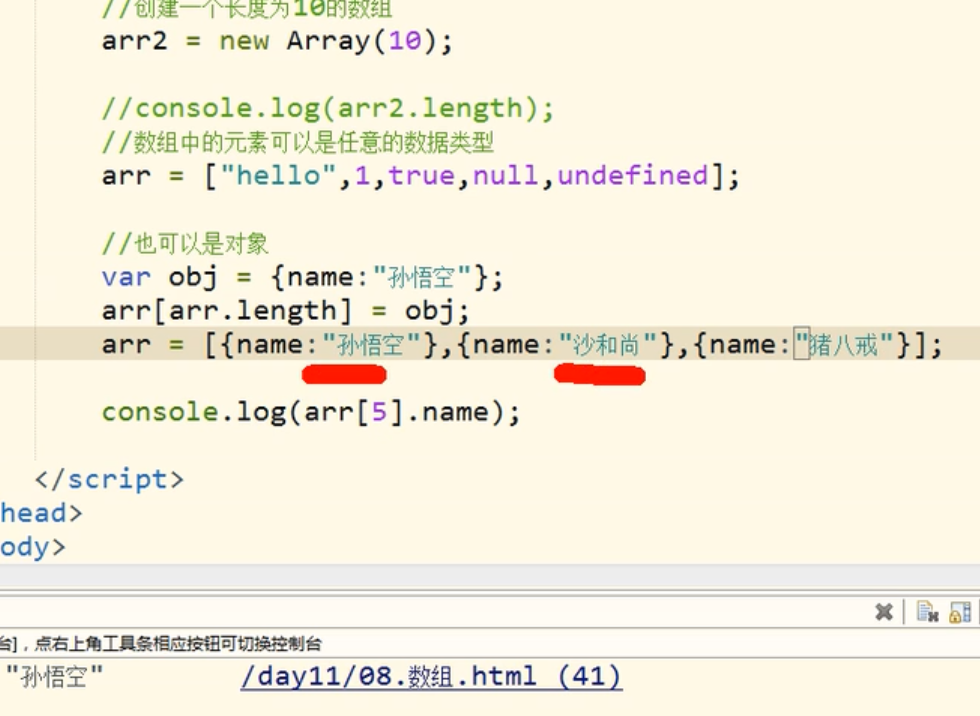 //创建一个长度为10的数组
arr2 = new Array(10);
//console.log(arr2.length);
//数组中的元素可以是任意的数据类型
arr = ["hello",1,true,null,undefined];
//也可以是对象
var obj = {name:"孙悟空"};
arr[arr.length] = obj;
arr = [{name:"孙悟空"},{name:"沙和尚"},{name:"猪八戒"}];
console.log(arr[5].name);
</script>
head>
ody>
台]，点右上角工具条相应按钮可切换控制台
"孙悟空" /day11/08.数组.html (41)